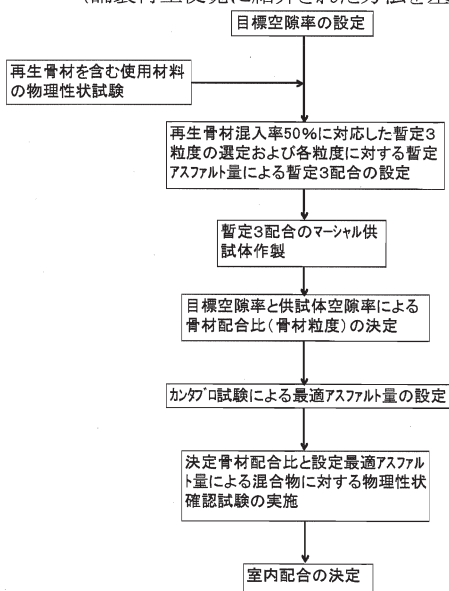 目標空隙率の設定
再生骨材を含む使用材料
の物理性状試験
再生骨材混入率50%に対応した暫定3
粒度の選定および各粒度に対する暫定
アスファルト量による暫定3配合の設定
暫定3配合のマーシャル供
試体作製
目標空隙率と供試体空隙率による
骨材配合比(骨材粒度)の決定
カンタブロ試験による最適アスファルト量の設定
決定骨材配合比と設定最適アスファル
ト量による混合物に対する物理性状
確認試験の実施
室内配合の決定